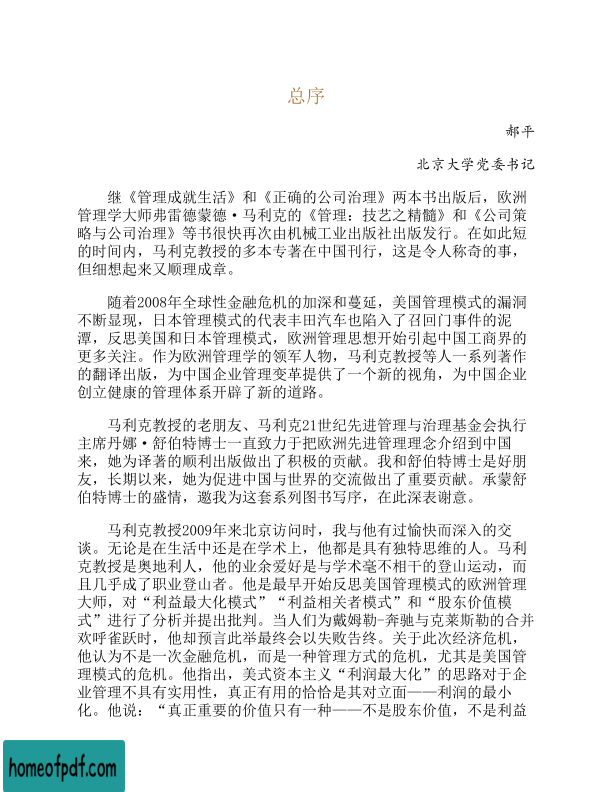 总序
郝平
北京大学党委书记
继《管理成就生活》和《正确的公司治理》两本书出版后，欧洲
管理学大师弗雷德蒙德·马利克的《管理：技艺之精髓》和《公司策
略与公司治理》等书很快再次由机械工业出版社出版发行。在如此短
的时间内，马利克教授的多本专著在中国刊行，这是令人称奇的事，
但细想起来又顺理成章。
随着2008年全球性金融危机的加深和蔓延，美国管理模式的漏洞
不断显现，日本管理模式的代表丰田汽车也陷入了召回门事件的泥
潭，反思美国和日本管理模式，欧洲管理思想开始引起中国工商界的
更多关注。作为欧洲管理学的领军人物，马利克教授等人一系列著作
的翻译出版，为中国企业管理变革提供了一个新的视角，为中国企业
创立健康的管理体系开辟了新的道路。
马利克教授的老朋友、马利克21世纪先进管理与治理基金会执行
主席丹娜·舒伯特博士一直致力于把欧洲先进管理理念介绍到中国
来，她为译著的顺利出版做出了积极的贡献。我和舒伯特博士是好朋
友，长期以来，她为促进中国与世界的交流做出了重要贡献。承蒙舒
伯特博士的盛情，邀我为这套系列图书写序，在此深表谢意。
马利克教授2009年来北京访问时，我与他有过愉快而深入的交
谈。无论是在生活中还是在学术上，他都是具有独特思维的人。马利
克教授是奥地利人，他的业余爱好是与学术毫不相干的登山运动，而
且几乎成了职业登山者。他是最早开始反思美国管理模式的欧洲管理
大师，对“利益最大化模式”“利益相关者模式”和“股东价值模
式”进行了分析并提出批判。当人们为戴姆勒-奔驰与克莱斯勒的合并
欢呼雀跃时，他却预言此举最终会以失败告终。关于此次经济危机，
他认为不是一次金融危机，而是一种管理方式的危机，尤其是美国管
理模式的危机。他指出，美式资本主义“利润最大化”的思路对于企
业管理不具有实用性，真正有用的恰恰是其对立面——利润的最小
化。他说：“真正重要的价值只有一种——不是股东价值，不是利益
homeofpdf.com